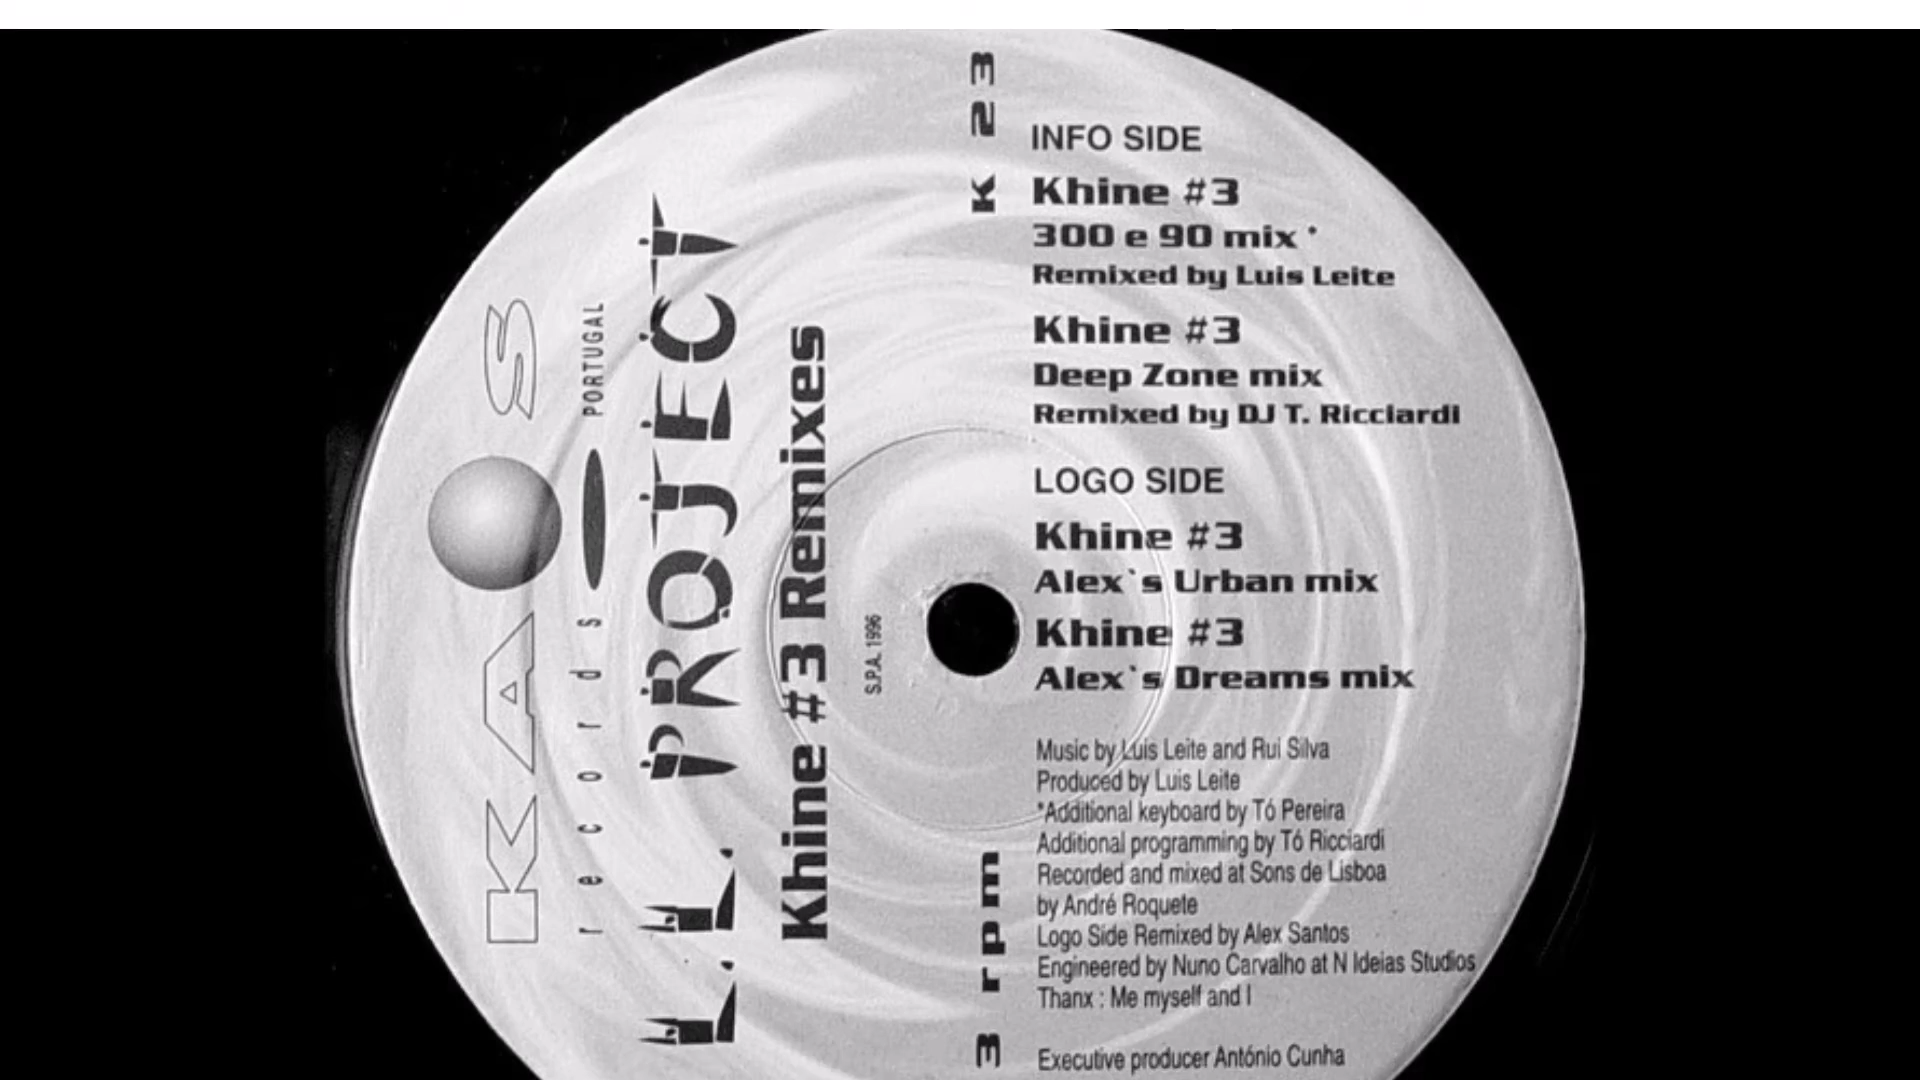 KAOS
records PORTUGAL
L.L. PROJECT
Khine #3 Remixes
S.P.A. 1996
K 23
3 rpm
INFO SIDE
Khine #3
300 e 90 mix *
Remixed by Luis Leite
Khine #3
Deep Zone mix
Remixed by DJ T. Ricciardi
LOGO SIDE
Khine #3
Alex`s Urban mix
Khine #3
Alex`s Dreams mix
Music by Luis Leite and Rui Silva
Produced by Luis Leite
*Additional keyboard by Tó Pereira
Additional programming by Tó Ricciardi
Recorded and mixed at Sons de Lisboa
by André Roquete
Logo Side Remixed by Alex Santos
Engineered by Nuno Carvalho at N Ideias Studios
Thanx : Me myself and I
Executive producer António Cunha